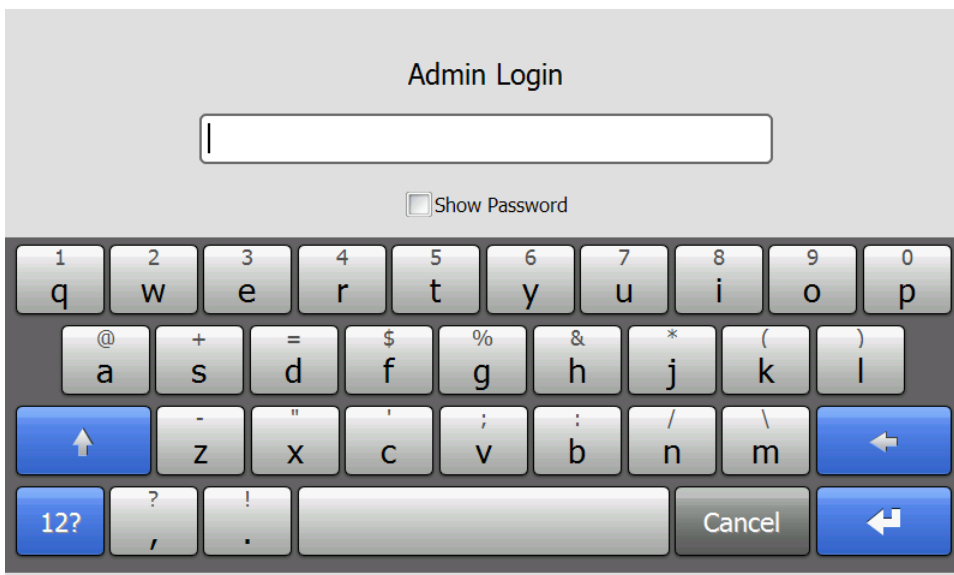 Admin Login
Show Password
1 2 3 4 5 6 7 8 9 0
q w e r t y u i o p
@ + = $ % & * ( )
a s d f g h j k l
- " ' ; : / \
z x c v b n m
? !
12? , . Cancel